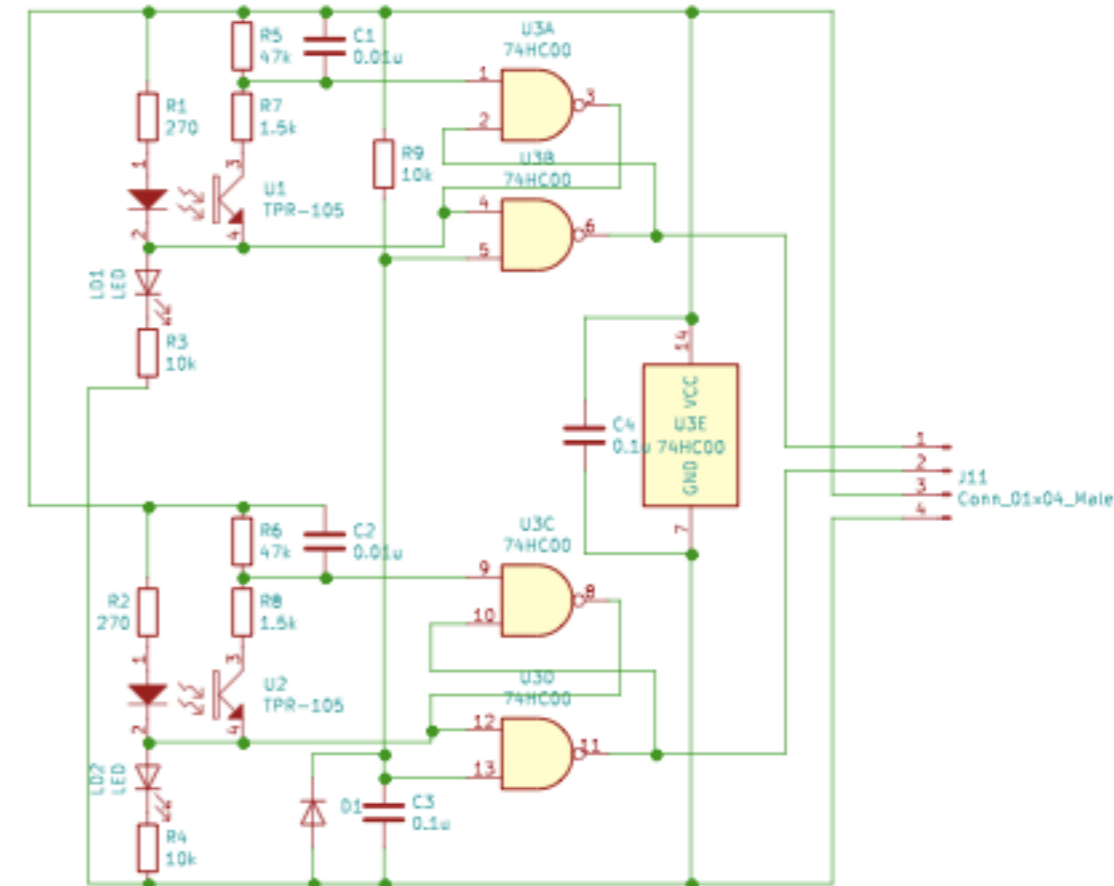 R5
47k
C1
0.01u
U3A
74HC00
1
2
3
R1
270
R7
1.5k
1
3
R9
10k
U3B
74HC00
4
5
6
U1
TPR-105
2
4
LD1
LED
R3
10k
14
VCC
U3E
74HC00
GND
7
C4
0.1u
1
2
3
4
J11
Conn_01x04_Male
R6
47k
C2
0.01u
U3C
74HC00
9
10
8
R2
270
R8
1.5k
1
3
U2
TPR-105
2
4
U3D
74HC00
12
13
11
LD2
LED
D1
C3
0.1u
R4
10k